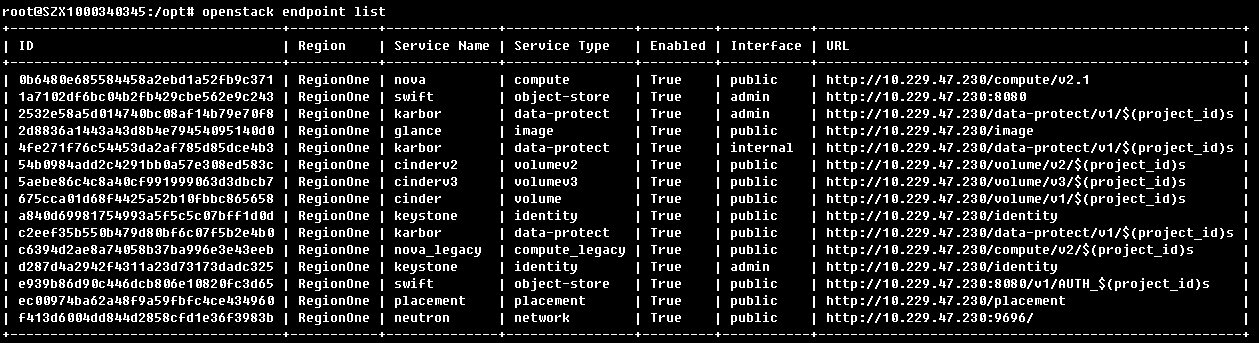 root@SZX1000340345:/opt# openstack endpoint list
+----------------------------------+-----------+--------------+----------------+---------+-----------+---------------------------------------------------+
| ID                               | Region    | Service Name | Service Type   | Enabled | Interface | URL                                               |
+----------------------------------+-----------+--------------+----------------+---------+-----------+---------------------------------------------------+
| 0b6480e685584458a2ebd1a52fb9c371 | RegionOne | nova         | compute        | True    | public    | http://10.229.47.230/compute/v2.1                 |
| 1a7102df6bc04b2fb429cbe562e9c243 | RegionOne | swift        | object-store   | True    | admin     | http://10.229.47.230:8080                         |
| 2532e58a5d014740bc08af14b79e70f8 | RegionOne | karbor       | data-protect   | True    | admin     | http://10.229.47.230/data-protect/v1/$(project_id)s |
| 2d8836a1443a43d8b4e79454095140d0 | RegionOne | glance       | image          | True    | public    | http://10.229.47.230/image                        |
| 4fe271f76c54453da2af785d85dce4b3 | RegionOne | karbor       | data-protect   | True    | internal  | http://10.229.47.230/data-protect/v1/$(project_id)s |
| 54b0984add2c4291bb0a57e308ed583c | RegionOne | cinderv2     | volumev2       | True    | public    | http://10.229.47.230/volume/v2/$(project_id)s     |
| 5aebe86c4c8a40cf991999063d3dbcb7 | RegionOne | cinderv3     | volumev3       | True    | public    | http://10.229.47.230/volume/v3/$(project_id)s     |
| 675cca01d68f4425a52b10fbbc865658 | RegionOne | cinder       | volume         | True    | public    | http://10.229.47.230/volume/v1/$(project_id)s     |
| a840d69981754993a5f5c5c07bff1d0d | RegionOne | keystone     | identity       | True    | public    | http://10.229.47.230/identity                     |
| c2eef35b550b479d80bf6c07f5b2e4b0 | RegionOne | karbor       | data-protect   | True    | public    | http://10.229.47.230/data-protect/v1/$(project_id)s |
| c6394d2ae8a74058b37ba996e3e43eeb | RegionOne | nova_legacy  | compute_legacy | True    | public    | http://10.229.47.230/compute/v2/$(project_id)s    |
| d287d4a2942f4311a23d73173dadc325 | RegionOne | keystone     | identity       | True    | admin     | http://10.229.47.230/identity                     |
| e939b86d90c446dcb806e10820fc3d65 | RegionOne | swift        | object-store   | True    | public    | http://10.229.47.230:8080/v1/AUTH_$(project_id)s  |
| ec00974ba62a48f9a59fbfc4ce434960 | RegionOne | placement    | placement      | True    | public    | http://10.229.47.230/placement                    |
| f413d6004dd844d2858cfd1e36f3983b | RegionOne | neutron      | network        | True    | public    | http://10.229.47.230:9696/                        |
+----------------------------------+-----------+--------------+----------------+---------+-----------+---------------------------------------------------+